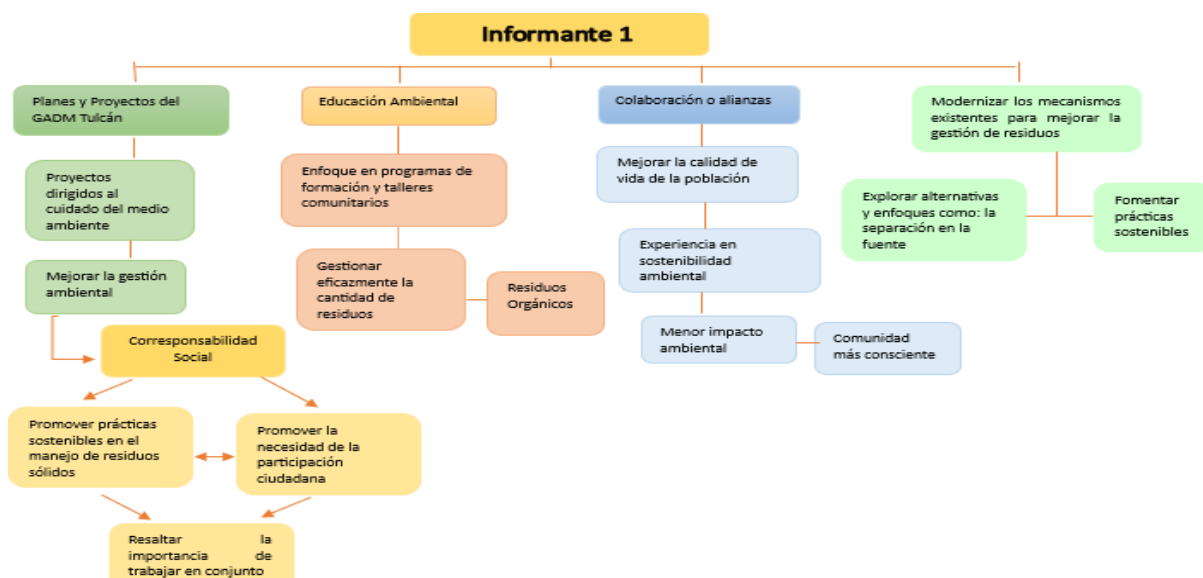 Informante 1
Planes y Proyectos del
GADM Tulcán
Proyectos
dirigidos al
cuidado del medio
ambiente
Mejorar la gestión
ambiental
Corresponsabilidad
Social
Promover prácticas
sostenibles en el
manejo de residuos
sólidos
Promover la
necesidad de la
participación
ciudadana
Resaltar la
importancia de
trabajar en conjunto
Educación Ambiental
Enfoque en programas de
formación y talleres
comunitarios
Gestionar
eficazmente la
cantidad de
residuos
Residuos
Orgánicos
Colaboración o alianzas
Mejorar la calidad de
vida de la población
Experiencia en
sostenibilidad
ambiental
Menor impacto
ambiental
Comunidad
más consciente
Modernizar los mecanismos
existentes para mejorar la
gestión de residuos
Explorar alternativas
y enfoques como: la
separación en la
fuente
Fomentar
prácticas
sostenibles